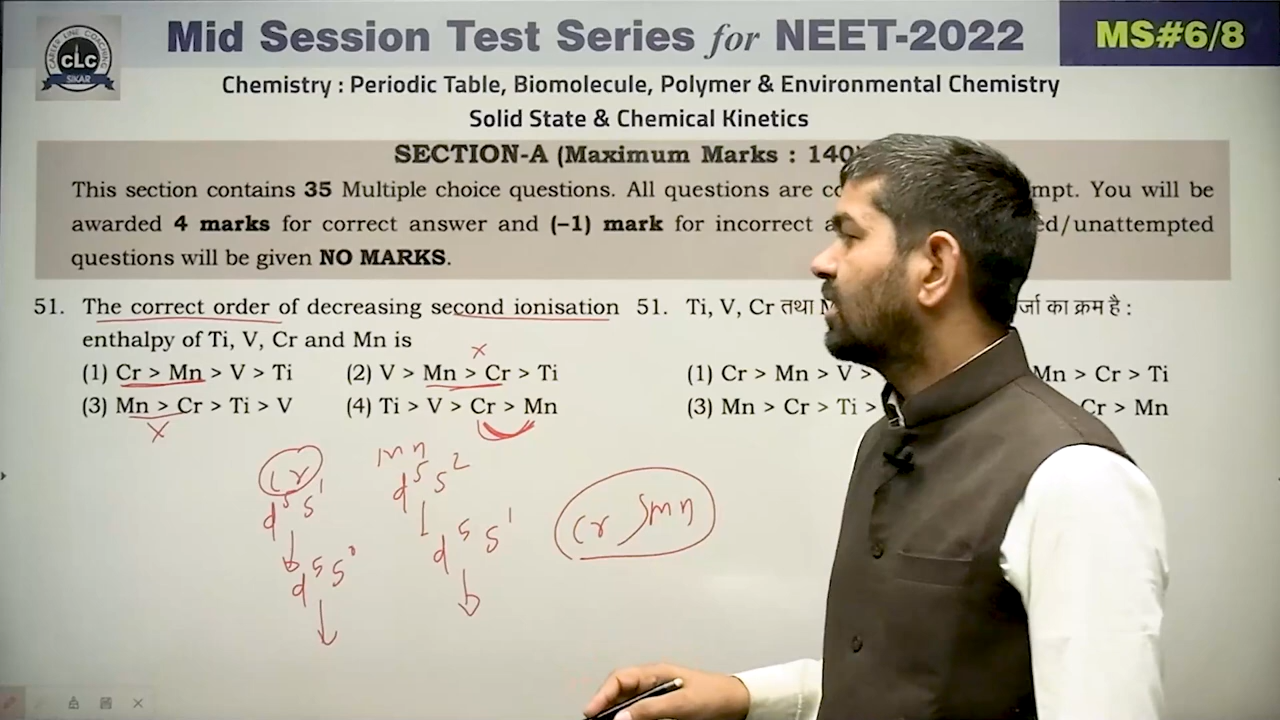 CAREER LINE COACHING
CLC
SIKAR
Mid Session Test Series for NEET-2022
MS#6/8
Chemistry : Periodic Table, Biomolecule, Polymer & Environmental Chemistry
Solid State & Chemical Kinetics
SECTION-A (Maximum Marks : 140)
This section contains 35 Multiple choice questions. All questions are co mpt. You will be
awarded 4 marks for correct answer and (–1) mark for incorrect a ed/unattempted
questions will be given NO MARKS.
51. The correct order of decreasing second ionisation
enthalpy of Ti, V, Cr and Mn is
(1) Cr > Mn > V > Ti (2) V > Mn > Cr > Ti
(3) Mn > Cr > Ti > V (4) Ti > V > Cr > Mn
51. Ti, V, Cr तथा M र्जा का क्रम है :
(1) Cr > Mn > V > Mn > Cr > Ti
(3) Mn > Cr > Ti > Cr > Mn
x
x
Cr Mn
d5 s1 d5 s2
d5 s0 d5 s1
Cr > Mn